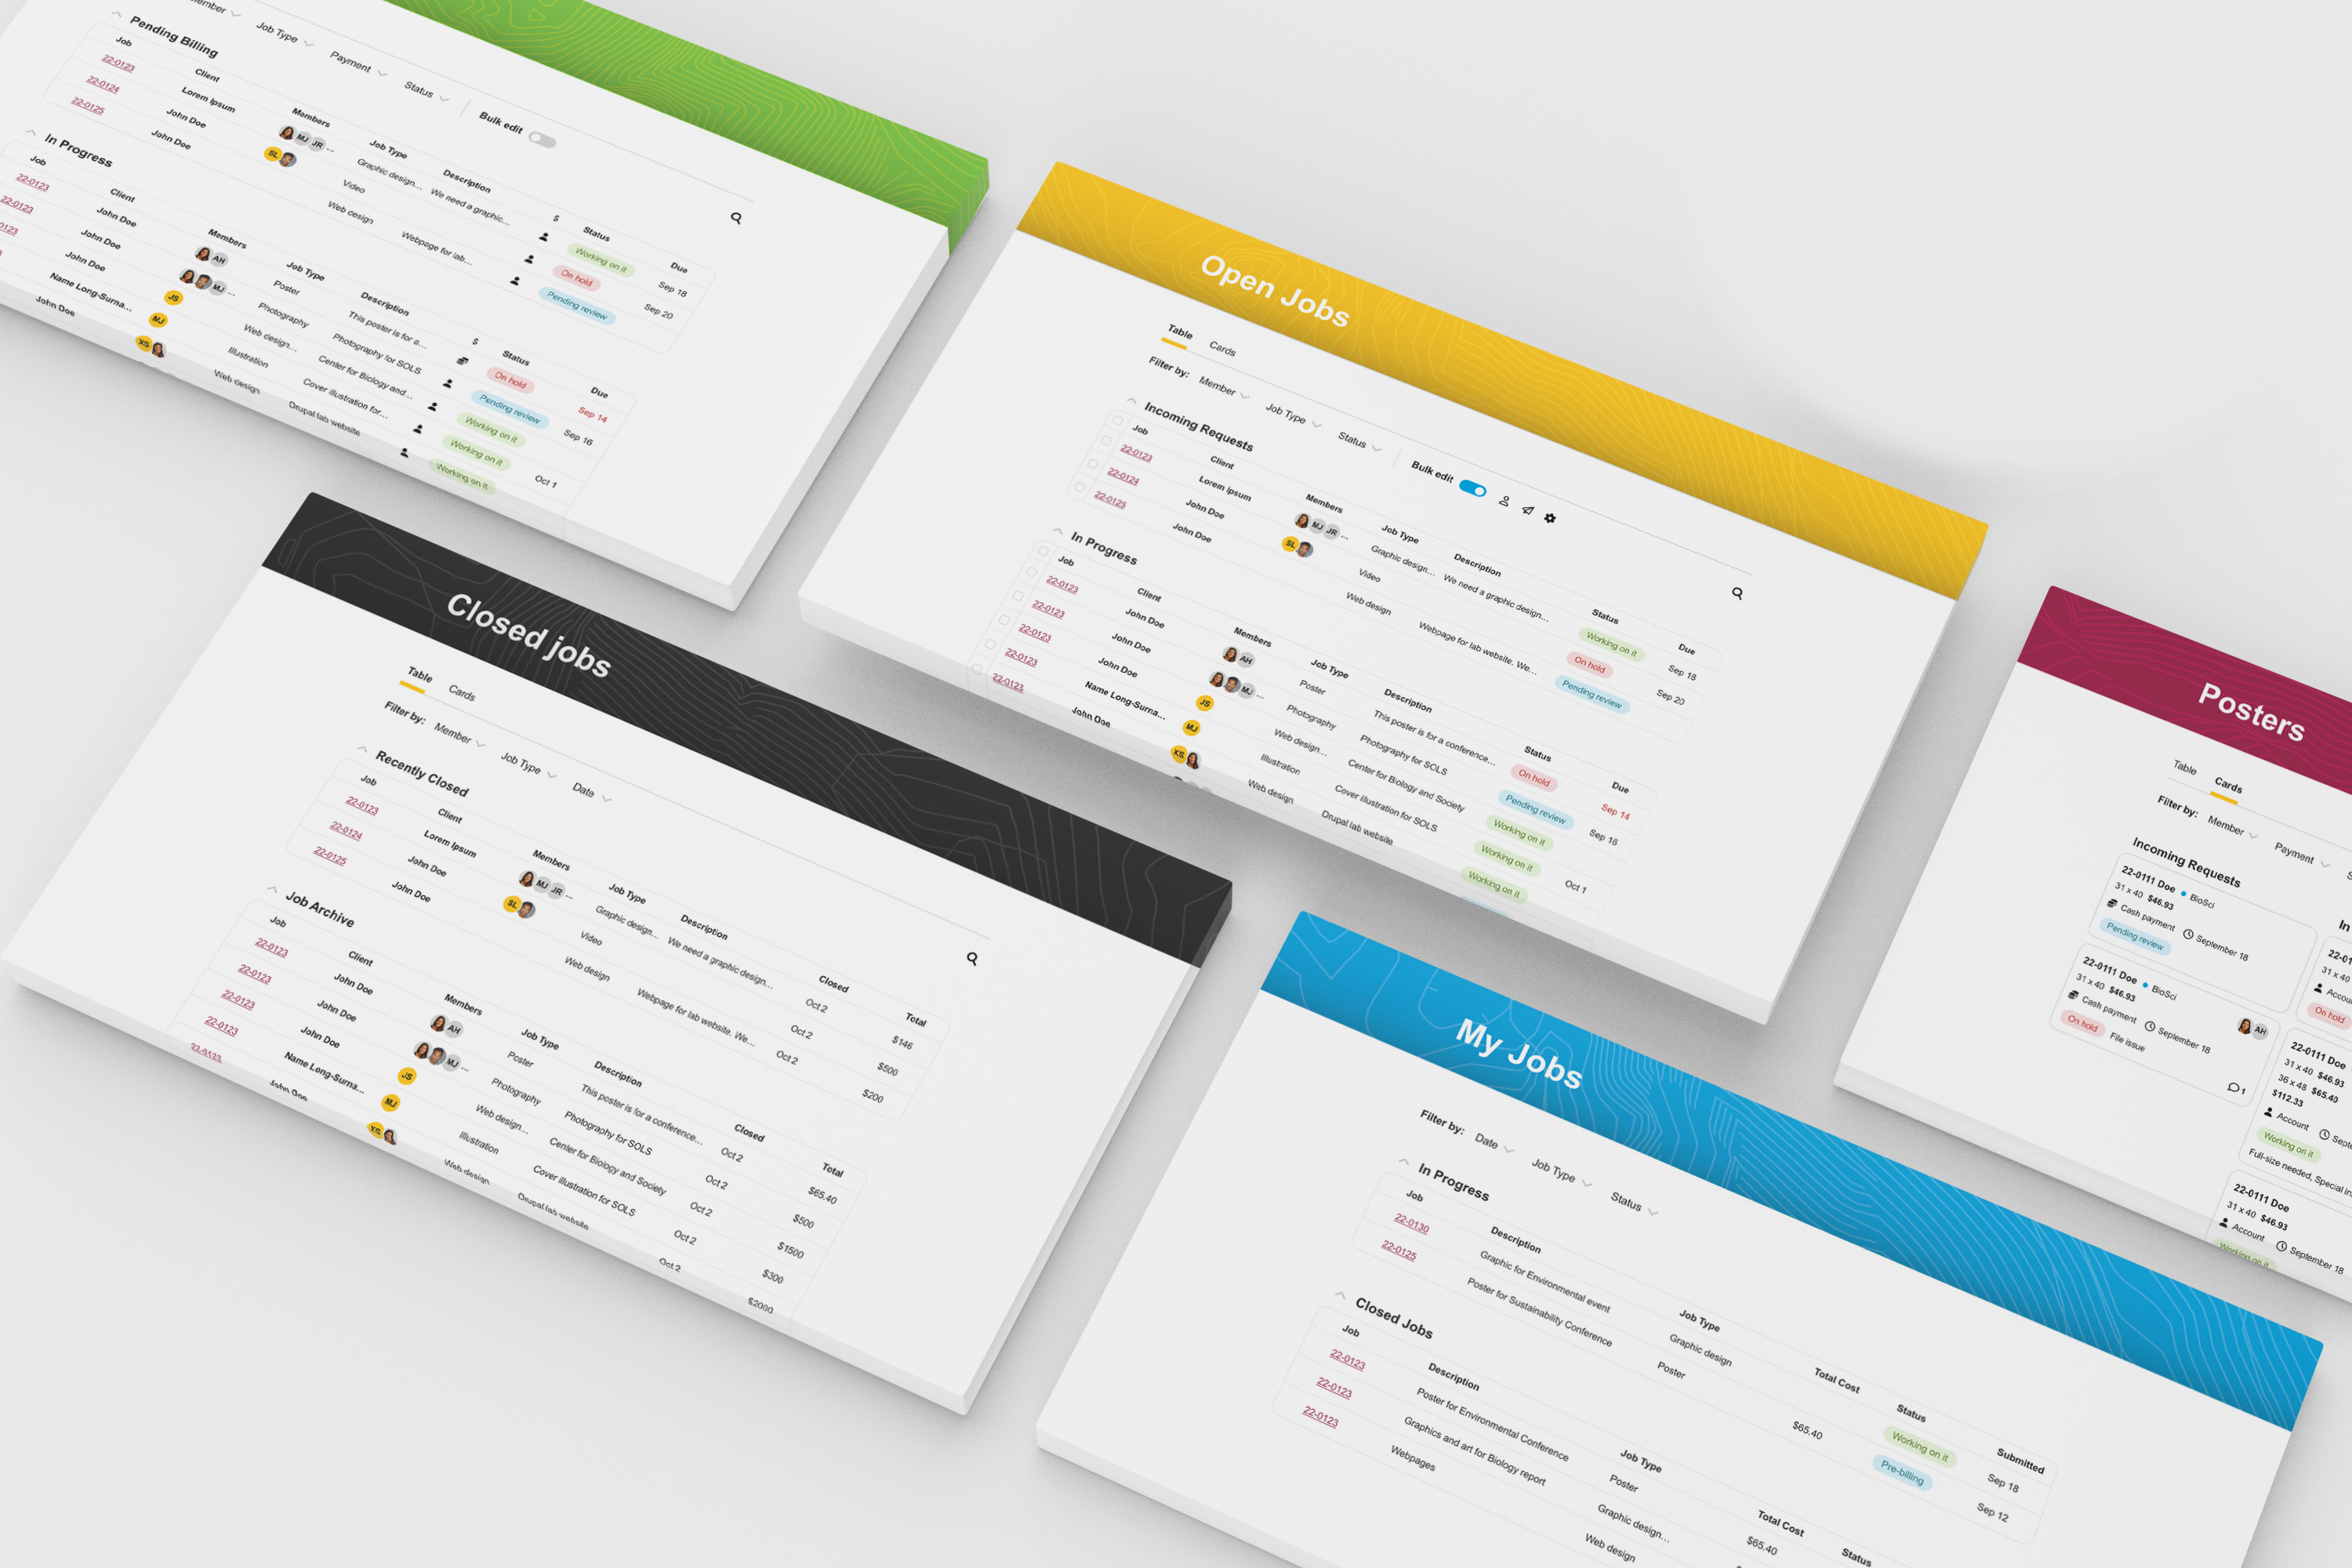 Member Job Type Payment Status Bulk edit
Pending Billing
Job Client Members Job Type Description $ Status Due
22-0123 Lorem Ipsum MJ JR ... Graphic design... We need a graphic... Working on it Sep 18
22-0124 John Doe SL Video On hold Sep 20
22-0125 John Doe Web design Webpage for lab... Pending review
In Progress
Job Client Members Job Type Description $ Status Due
22-0123 John Doe AH Poster This poster is for a... On hold Sep 14
22-0123 John Doe MJ ... Photography Photography for SOLS Pending review Sep 16
John Doe JS Web design... Center for Biology and... Working on it
Name Long-Surna... MJ Illustration Cover illustration for... Working on it Oct 1
John Doe XS Web design Drupal lab website Working on it
Open Jobs
Table Cards
Filter by: Member Job Type Status Bulk edit
Incoming Requests
Job Client Members Job Type Description Status Due
22-0123 Lorem Ipsum MJ JR ... Graphic design... We need a graphic design... Working on it Sep 18
22-0124 John Doe SL Video On hold Sep 20
22-0125 John Doe Web design Webpage for lab website. We... Pending review
In Progress
Job Client Members Job Type Description Status Due
22-0123 John Doe AH Poster This poster is for a conference... On hold Sep 14
22-0123 John Doe MJ ... Photography Photography for SOLS Pending review Sep 16
22-0123 John Doe JS Web design... Center for Biology and Society Working on it
22-0123 Name Long-Surna... MJ Illustration Cover illustration for SOLS Working on it Oct 1
22-0123 John Doe XS Web design Drupal lab website Working on it
Closed jobs
Table Cards
Filter by: Member Job Type Date
Recently Closed
Job Client Members Job Type Description Closed Total
22-0123 Lorem Ipsum MJ JR ... Graphic design... We need a graphic design... Oct 2 $146
22-0124 John Doe SL Video Oct 2 $500
22-0125 John Doe Web design Webpage for lab website. We... Oct 2 $200
Job Archive
Job Client Members Job Type Description Closed Total
22-0123 John Doe AH Poster This poster is for a conference... Oct 2 $65.40
22-0123 John Doe MJ ... Photography Photography for SOLS Oct 2 $500
22-0123 John Doe JS Web design... Center for Biology and Society Oct 2 $1500
22-0123 Name Long-Surna... MJ Illustration Cover illustration for SOLS Oct 2 $300
22-0123 John Doe XS Web design Drupal lab website Oct 2 $2000
My Jobs
Filter by: Date Job Type Status
In Progress
Job Description Job Type Total Cost Status Submitted
22-0130 Graphic for Environmental event Graphic design Working on it Sep 18
22-0125 Poster for Sustainability Conference Poster $65.40 Pre-billing Sep 12
Closed Jobs
Job Description Job Type Total Cost Status
22-0123 Poster for Environmental Conference Poster $65.40
22-0123 Graphics and art for Biology report Graphic design...
22-0123 Webpages Web design
Posters
Table Cards
Filter by: Member Payment
Incoming Requests
22-0111 Doe BioSci
31 x 40 $46.93
Cash payment September 18
Pending review
22-0111 Doe BioSci
31 x 40 $46.93
Cash payment September 18
On hold File issue
AH
1
31 x 40
On hold
22-0111 Doe
31 x 40 $46.93
36 x 48 $65.40
$112.33
Account
Working on it
Full-size needed, Special
22-0111 Doe
31 x 40 $46.93
Account September 18
Working on it